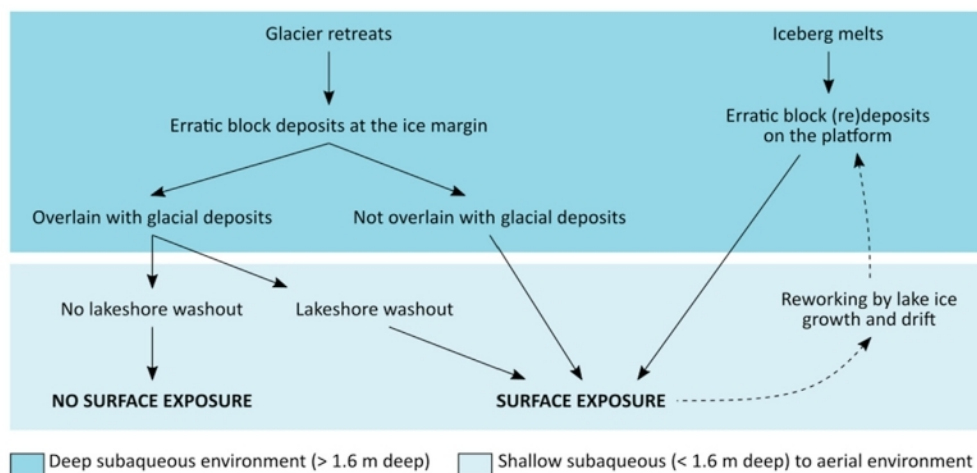 Glacier retreats
Iceberg melts
Erratic block deposits at the ice margin
Erratic block (re)deposits
on the platform
Overlain with glacial deposits
Not overlain with glacial deposits
No lakeshore washout
Lakeshore washout
Reworking by lake ice
growth and drift
NO SURFACE EXPOSURE
SURFACE EXPOSURE
Deep subaqueous environment (> 1.6 m deep)
Shallow subaqueous (< 1.6 m deep) to aerial environment